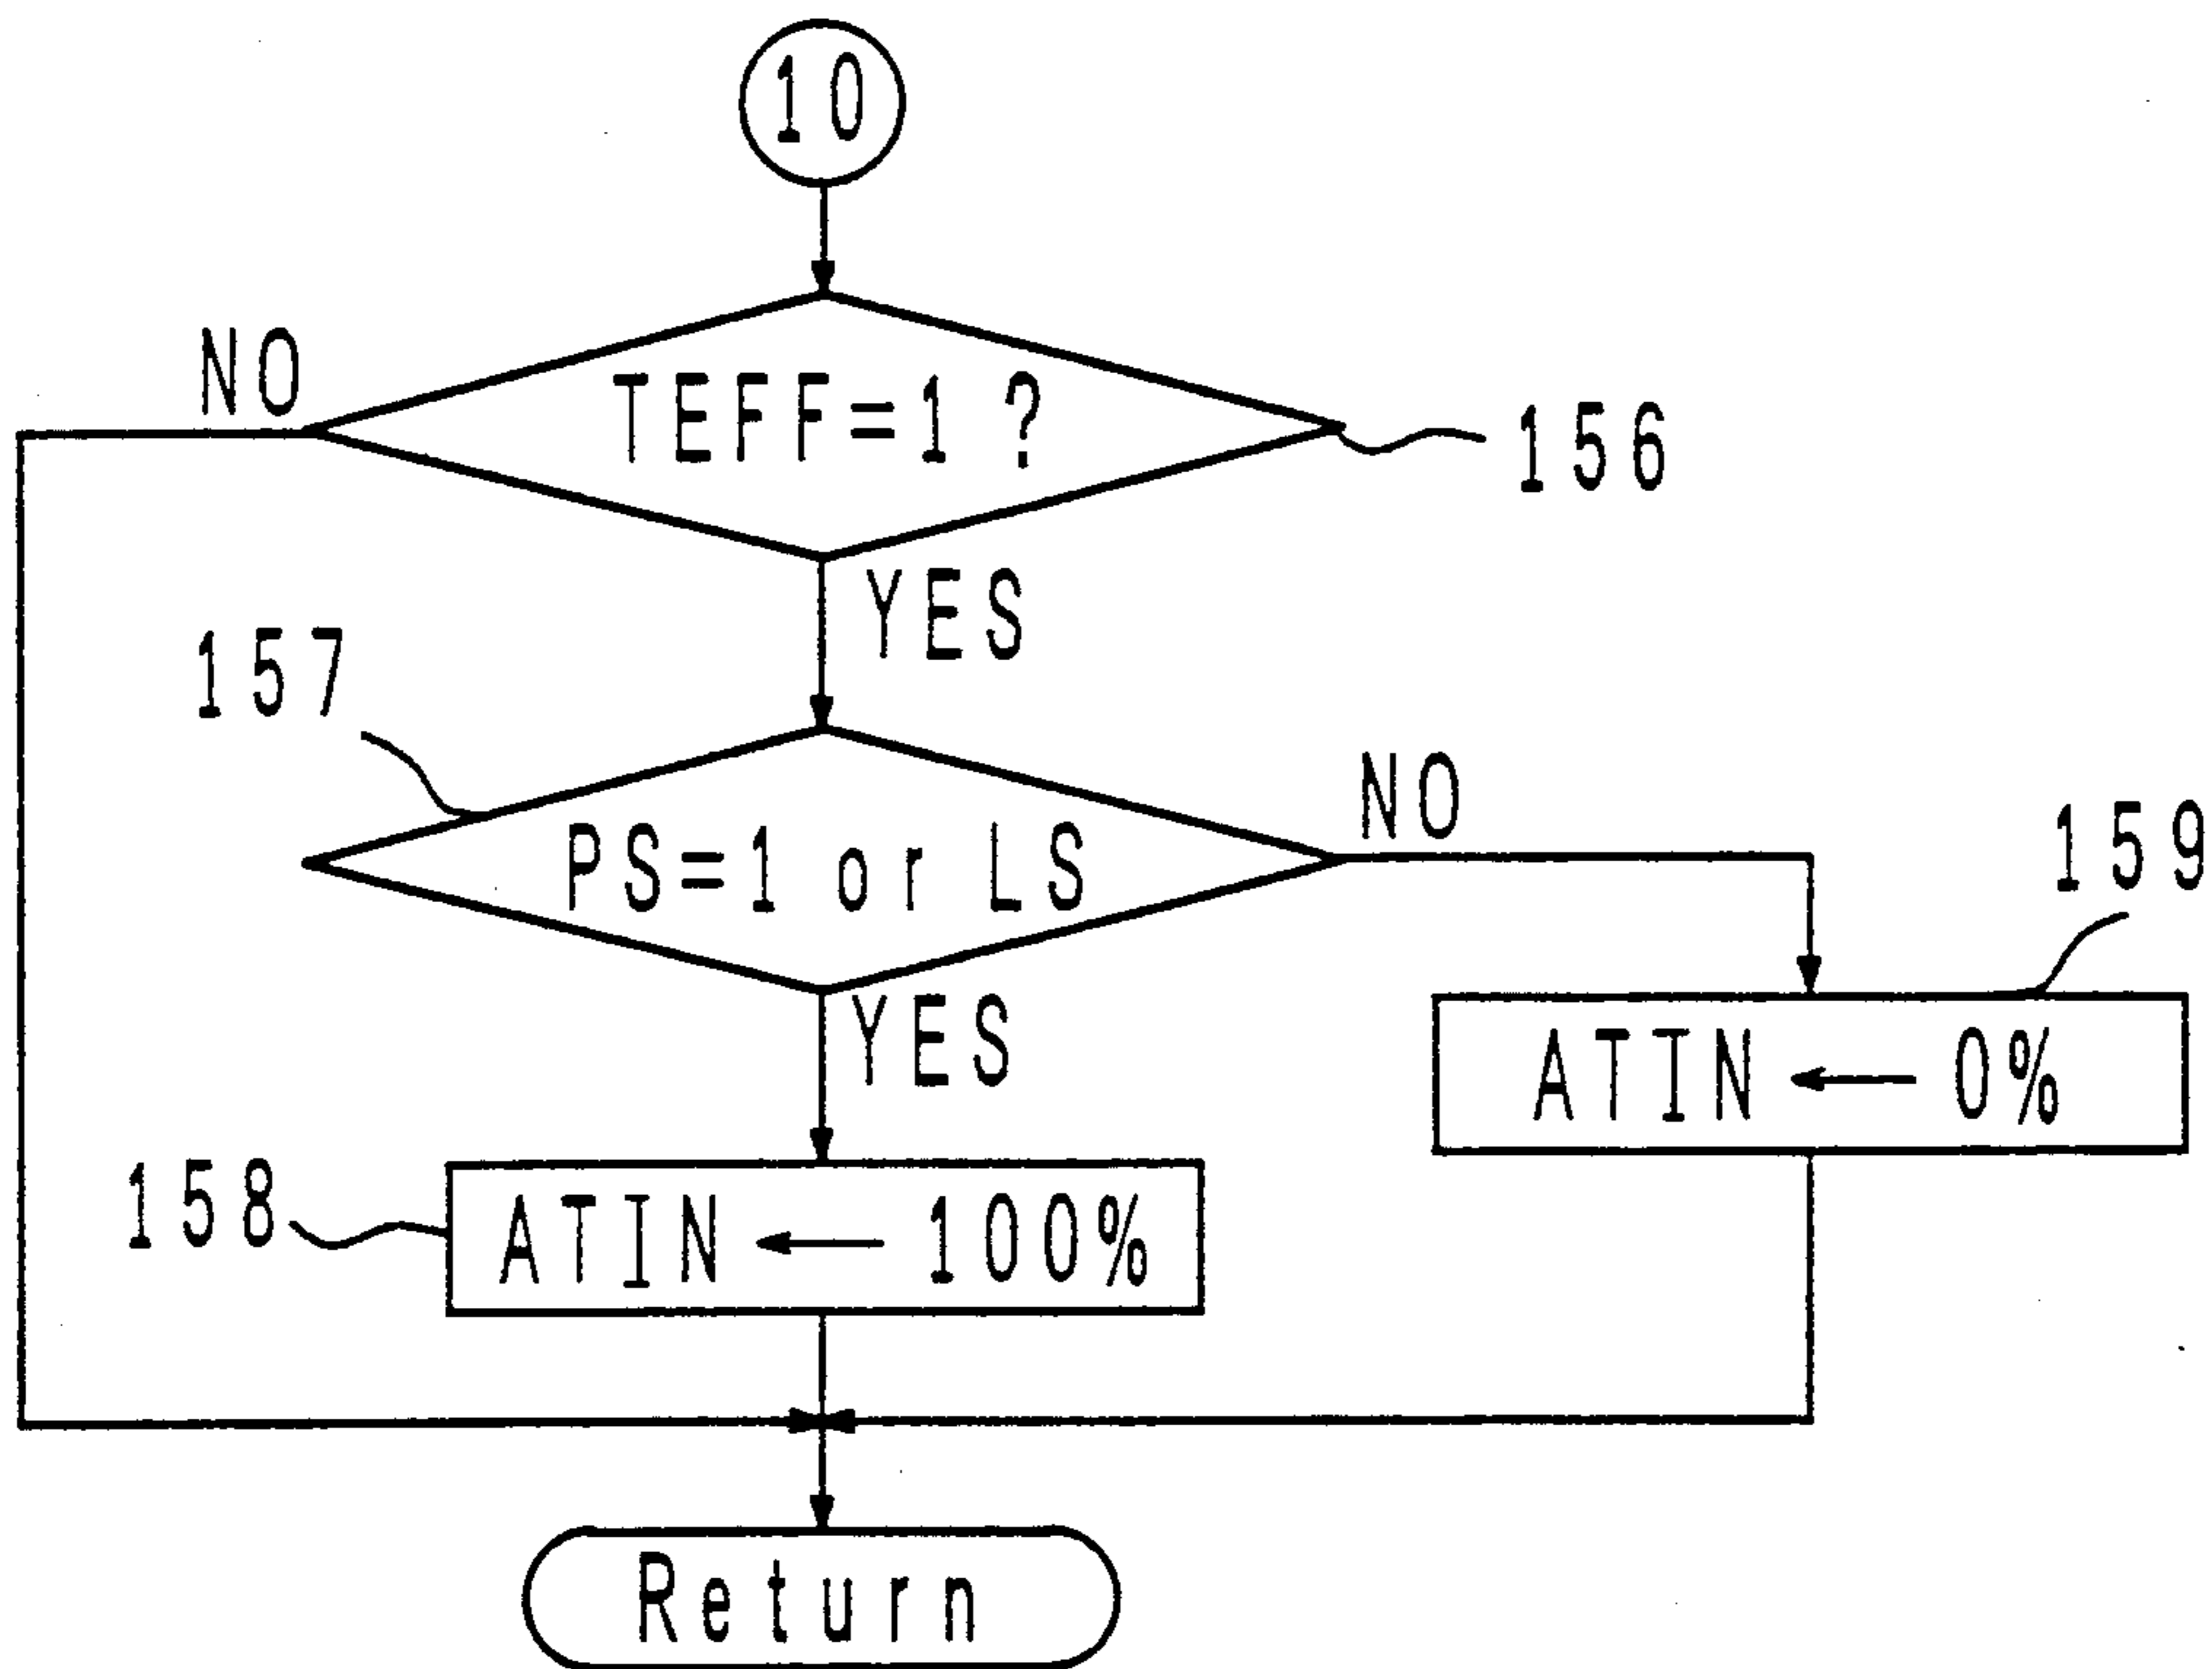 10
NO
TEFF=1 ?
156
YES
157
NO
PS=1 or LS
159
YES
ATIN ← 0%
158
ATIN ← 100%
Return